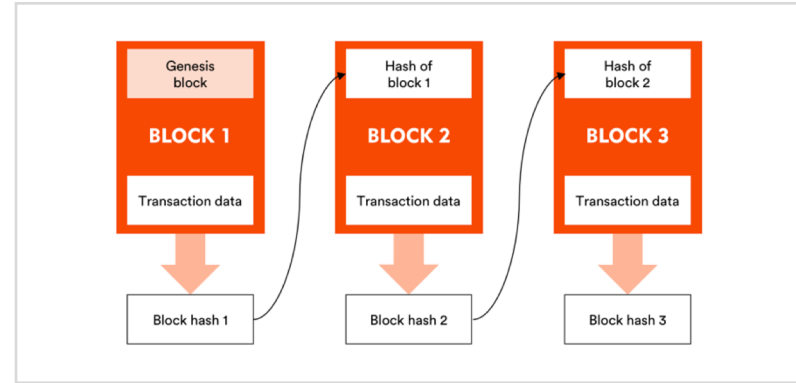 Genesis
block
BLOCK 1
Transaction data
Block hash 1
Hash of
block 1
BLOCK 2
Transaction data
Block hash 2
Hash of
block 2
BLOCK 3
Transaction data
Block hash 3